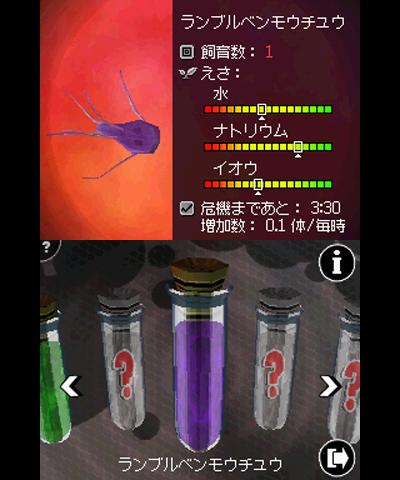 ランブルベンモウチュウ
飼育数： 1
えさ：
水
ナトリウム
イオウ
危機まであと： 3:30
増加数： 0.1 体/毎時
?
i
? ? ?
ランブルベンモウチュウ